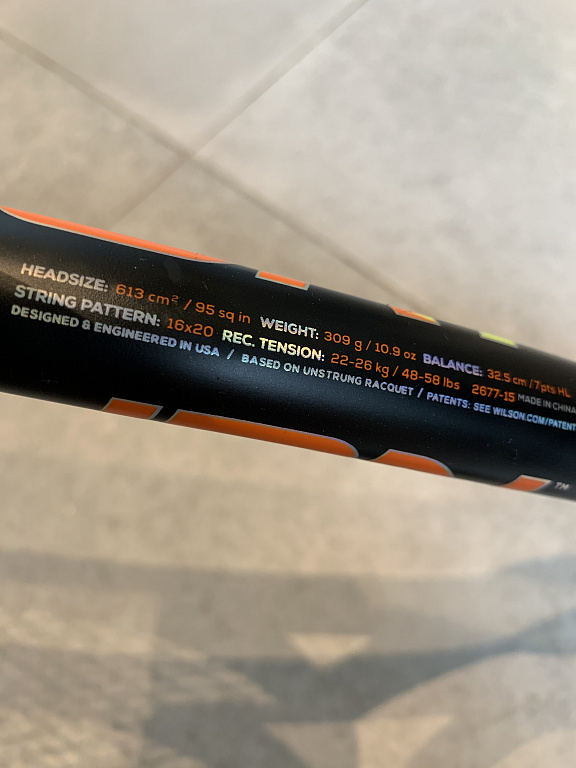 HEADSIZE: 613 cm² / 95 sq in WEIGHT: 309 g / 10.9 oz BALANCE: 32.5 cm / 7pts HL
STRING PATTERN: 16x20 REC. TENSION: 22-26 kg / 48-58 lbs 2677-15 MADE IN CHINA
DESIGNED & ENGINEERED IN USA / BASED ON UNSTRUNG RACQUET / PATENTS: SEE WILSON.COM/PATENT
TM